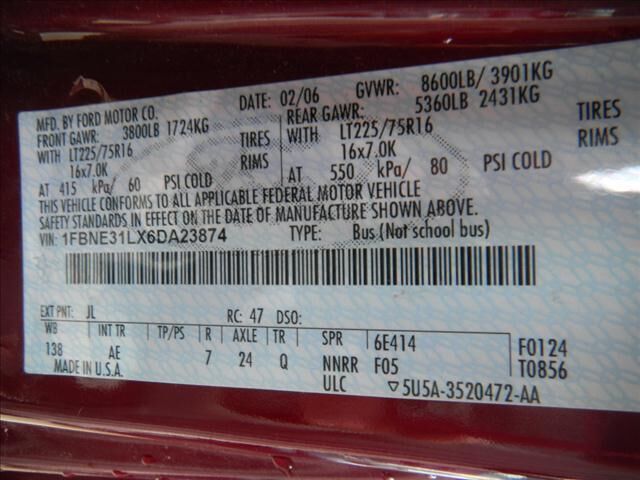 MFD. BY FORD MOTOR CO. DATE: 02/06 GVWR: 8600LB/ 3901KG
FRONT GAWR: 3800LB 1724KG REAR GAWR: 5360LB 2431KG
WITH LT225/75R16 TIRES WITH LT225/75R16 TIRES
16x7.0K RIMS 16x7.0K RIMS
AT 415 kPa/ 60 PSI COLD AT 550 kPa/ 80 PSI COLD
THIS VEHICLE CONFORMS TO ALL APPLICABLE FEDERAL MOTOR VEHICLE
SAFETY STANDARDS IN EFFECT ON THE DATE OF MANUFACTURE SHOWN ABOVE.
VIN: 1FBNE31LX6DA23874 TYPE: Bus (Not school bus)
EXT PNT: JL RC: 47 DSO:
WB INT TR TP/PS R AXLE TR SPR 6E414 F0124
138 AE 7 24 Q NNRR F05 T0856
MADE IN U.S.A. ULC ▽5U5A-3520472-AA